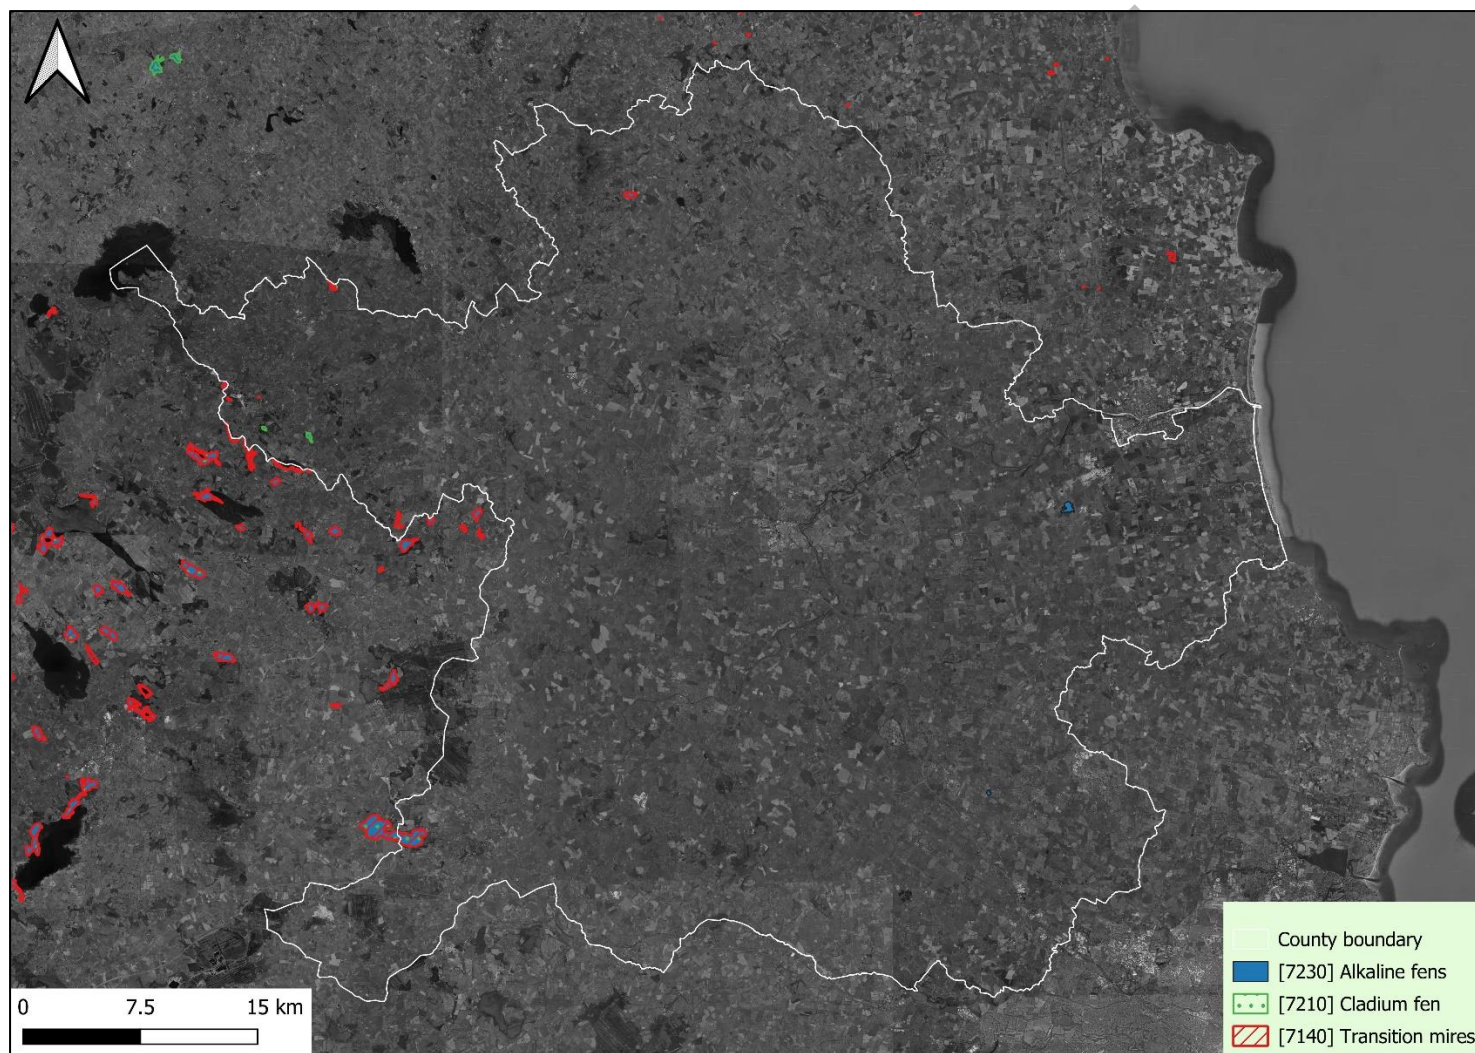 0 7.5 15 km
County boundary
[7230] Alkaline fens
[7210] Cladium fen
[7140] Transition mires